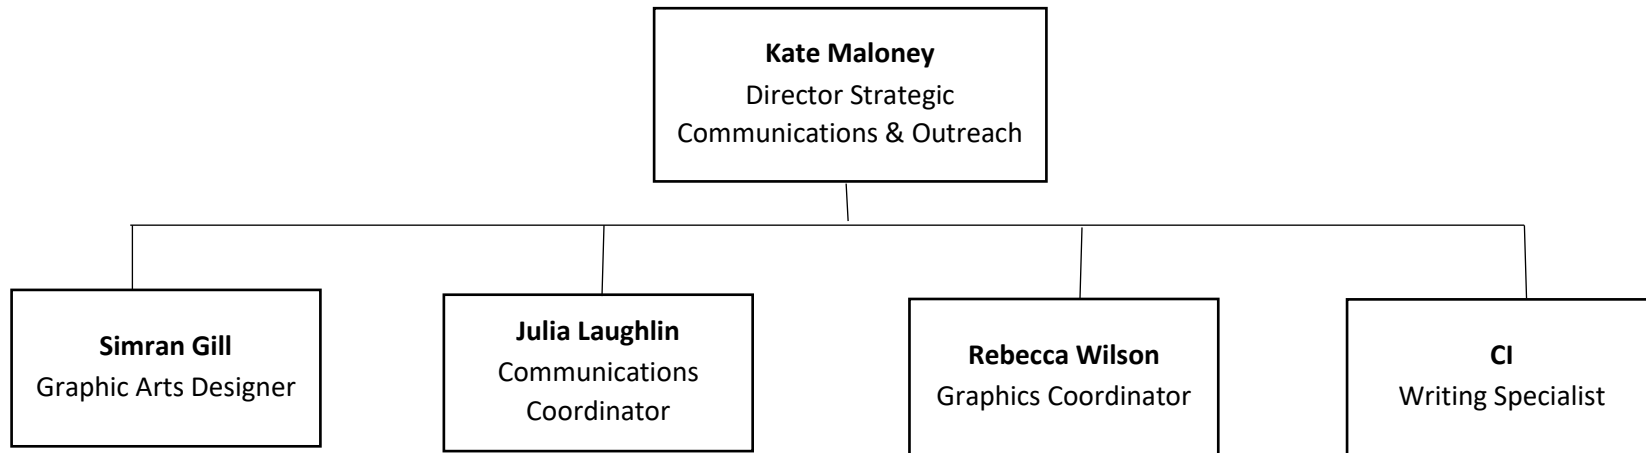 Kate Maloney
Director Strategic
Communications & Outreach
Simran Gill
Graphic Arts Designer
Julia Laughlin
Communications
Coordinator
Rebecca Wilson
Graphics Coordinator
CI
Writing Specialist